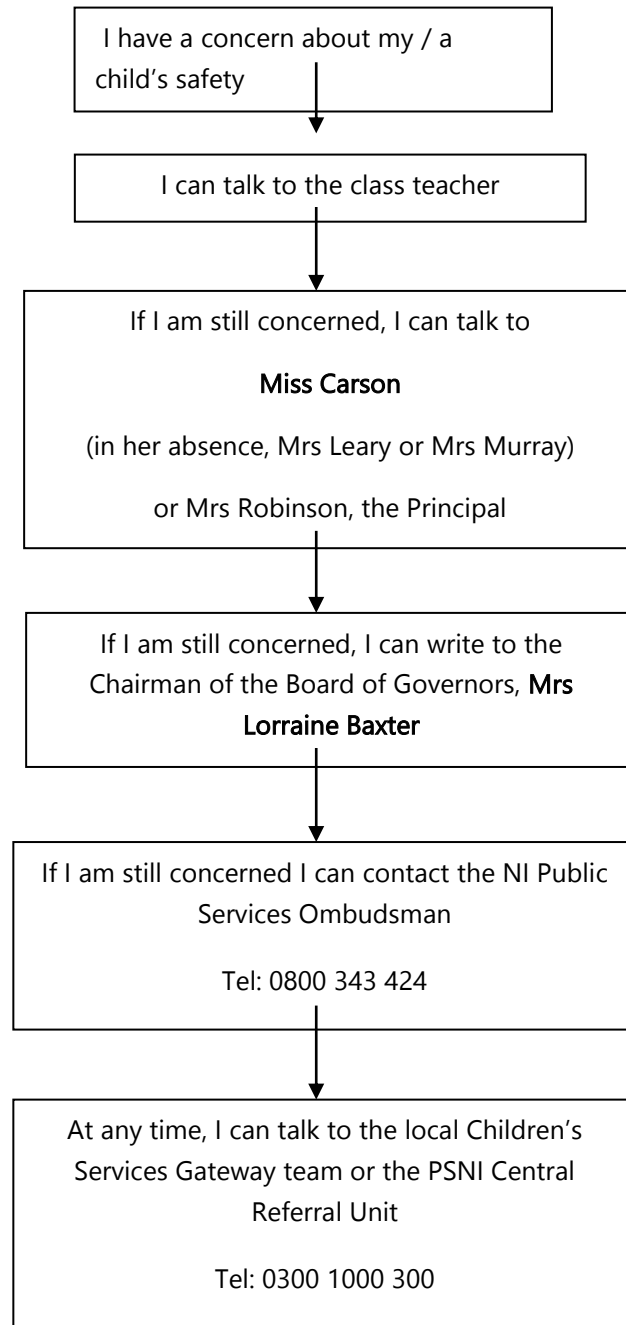 I have a concern about my / a
child’s safety
I can talk to the class teacher
If I am still concerned, I can talk to
Miss Carson
(in her absence, Mrs Leary or Mrs Murray)
or Mrs Robinson, the Principal
If I am still concerned, I can write to the
Chairman of the Board of Governors, Mrs
Lorraine Baxter
If I am still concerned I can contact the NI Public
Services Ombudsman
Tel: 0800 343 424
At any time, I can talk to the local Children’s
Services Gateway team or the PSNI Central
Referral Unit
Tel: 0300 1000 300